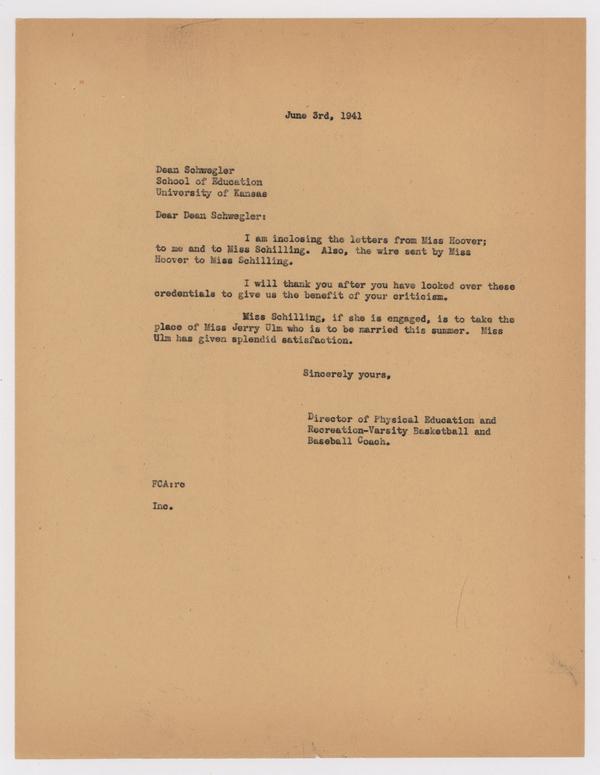 June 3rd, 1941
Dean Schwegler
School of Education
University of Kansas
Dear Dean Schwegler:
I am inclosing the letters from Miss Hoover;
to me and to Miss Schilling. Also, the wire sent by Miss
Hoover to Miss Schilling.
I will thank you after you have looked over these
credentials to give us the benefit of your criticism.
Miss Schilling, if she is engaged, is to take the
place of Miss Jerry Ulm who is to be married this summer. Miss
Ulm has given splendid satisfaction.
Sincerely yours,
Director of Physical Education and
Recreation-Varsity Basketball and
Baseball Coach.
FCA:rc
Inc.